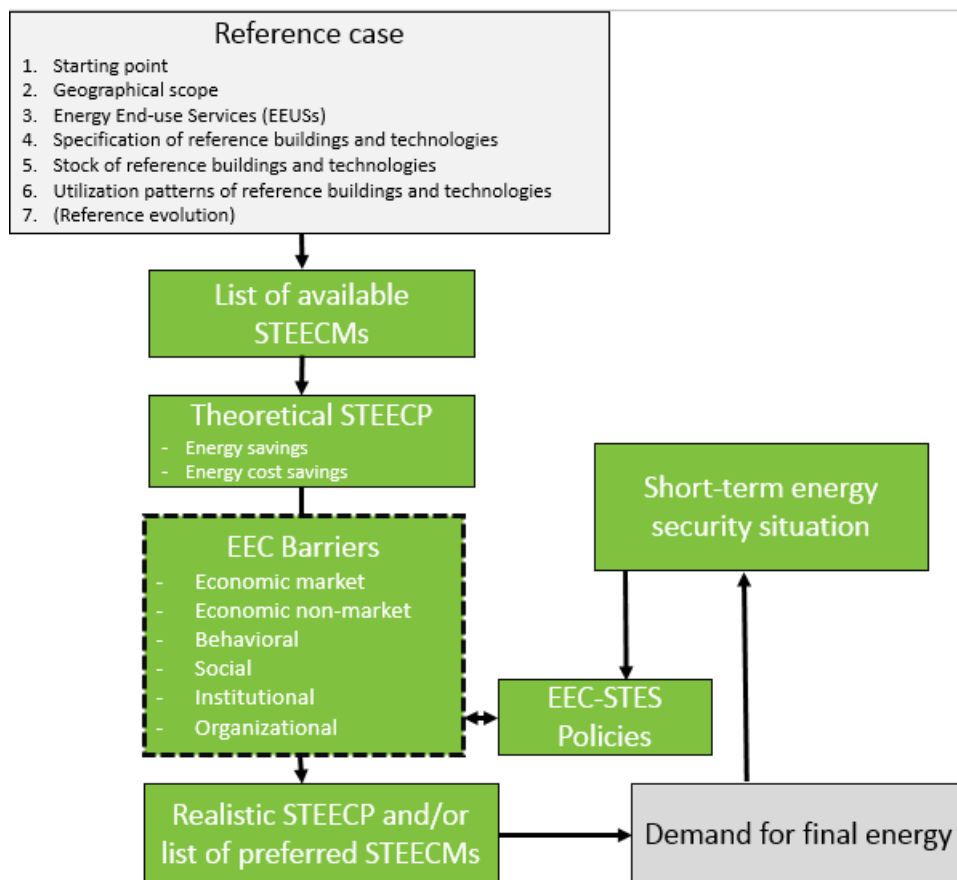 Reference case
1. Starting point
2. Geographical scope
3. Energy End-use Services (EEUSs)
4. Specification of reference buildings and technologies
5. Stock of reference buildings and technologies
6. Utilization patterns of reference buildings and technologies
7. (Reference evolution)
List of available
STEECMs
Theoretical STEECP
- Energy savings
- Energy cost savings
Short-term energy
security situation
EEC Barriers
- Economic market
- Economic non-market
- Behavioral
- Social
- Institutional
- Organizational
EEC-STES
Policies
Realistic STEECP and/or
list of preferred STEECMs
Demand for final energy